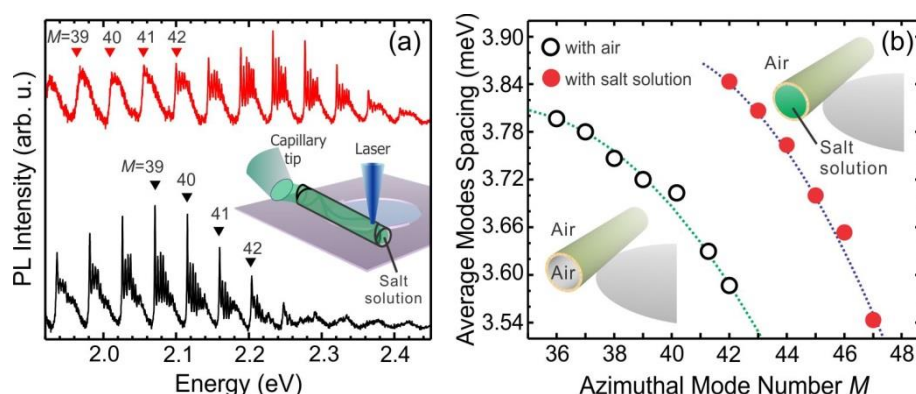 (a)
M=39 40 41 42
Capillary
tip
Laser
M=39
40
41
42
Salt
solution
PL Intensity (arb. u.)
2.0 2.1 2.2 2.3 2.4
Energy (eV)
(b)
with air
with salt solution
Air
Salt
solution
Air
Air
3.90
3.84
3.78
3.72
3.66
3.60
3.54
Average Modes Spacing (meV)
36 38 40 42 44 46 48
Azimuthal Mode Number M